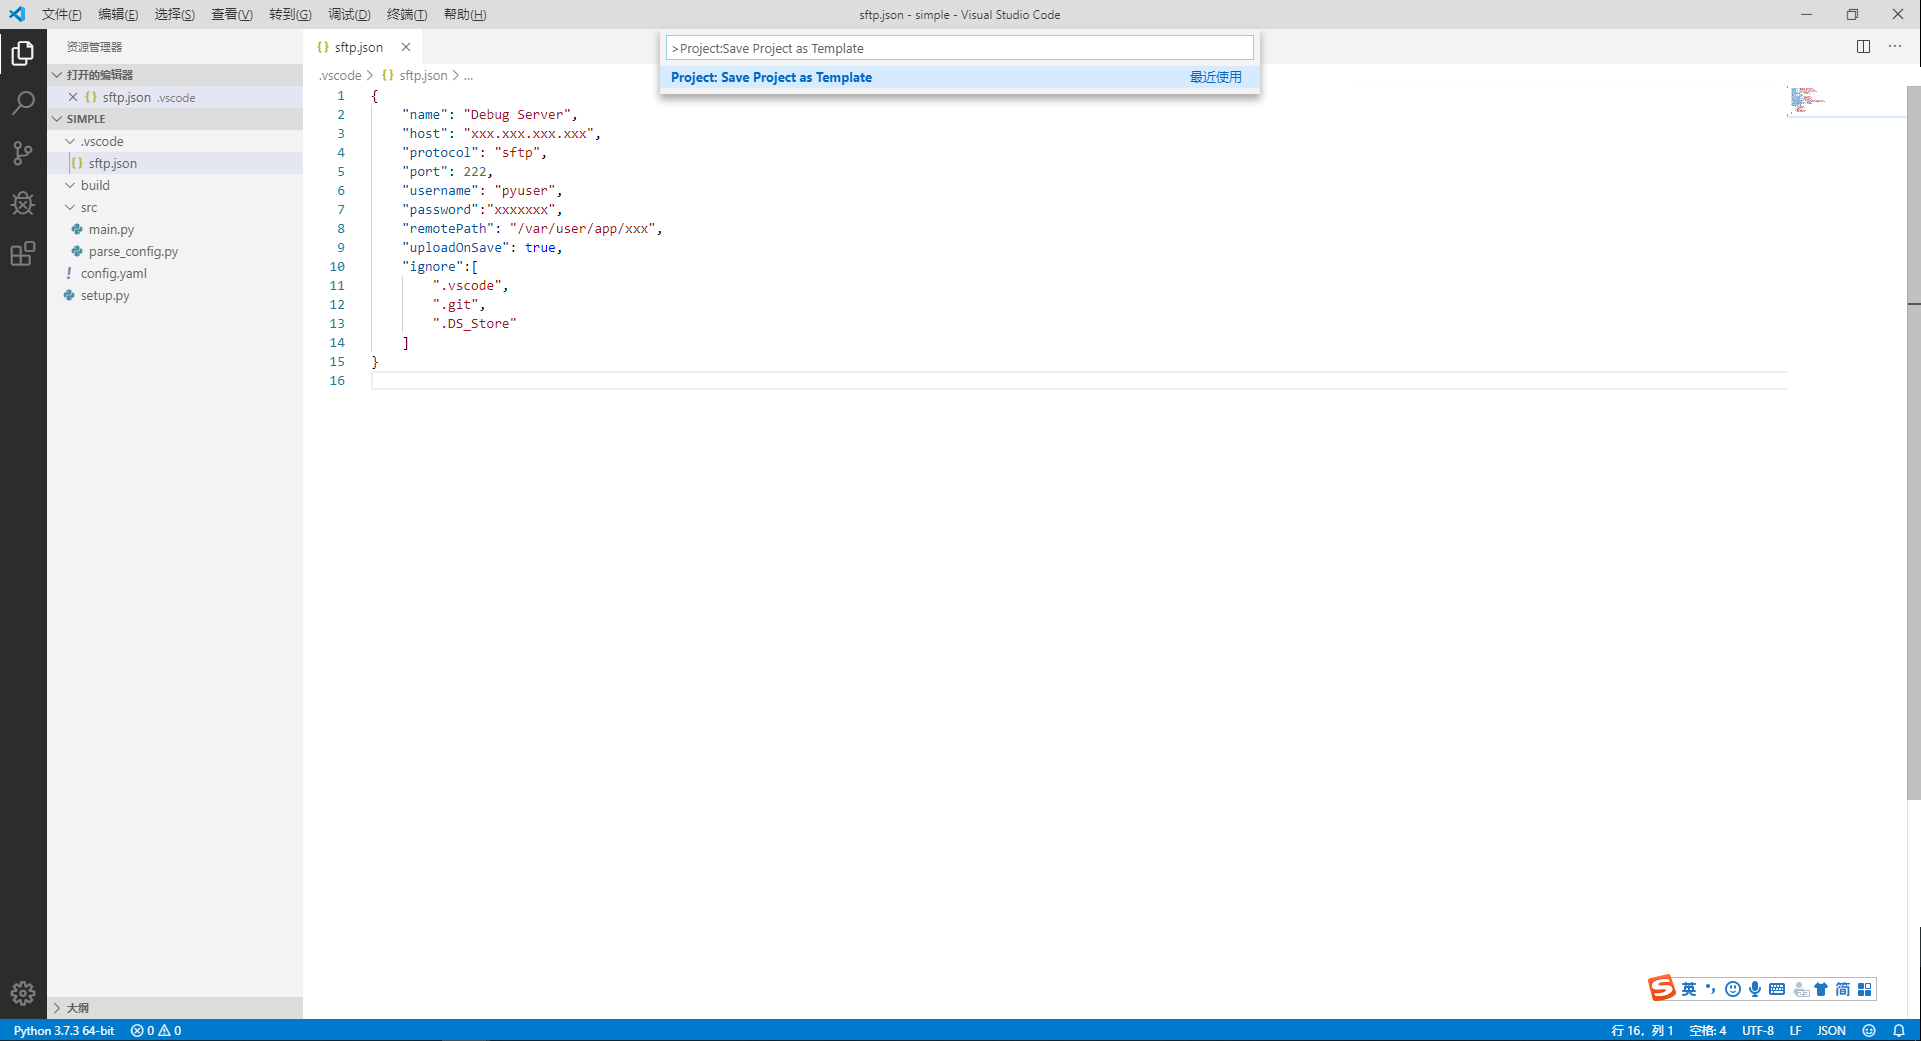 文件(F) 编辑(E) 选择(S) 查看(V) 转到(G) 调试(D) 终端(T) 帮助(H)
sftp.json - simple - Visual Studio Code
资源管理器
打开的编辑器
sftp.json .vscode
SIMPLE
.vscode
sftp.json
build
src
main.py
parse_config.py
config.yaml
setup.py
大纲
sftp.json
>Project:Save Project as Template
Project: Save Project as Template 最近使用
.vscode > {} sftp.json > ...
1 {
2 "name": "Debug Server",
3 "host": "xxx.xxx.xxx.xxx",
4 "protocol": "sftp",
5 "port": 222,
6 "username": "pyuser",
7 "password":"xxxxxxx",
8 "remotePath": "/var/user/app/xxx",
9 "uploadOnSave": true,
10 "ignore":[
11 ".vscode",
12 ".git",
13 ".DS_Store"
14 ]
15 }
16
S 英 简
Python 3.7.3 64-bit 0 0 行 16，列 1 空格: 4 UTF-8 LF JSON